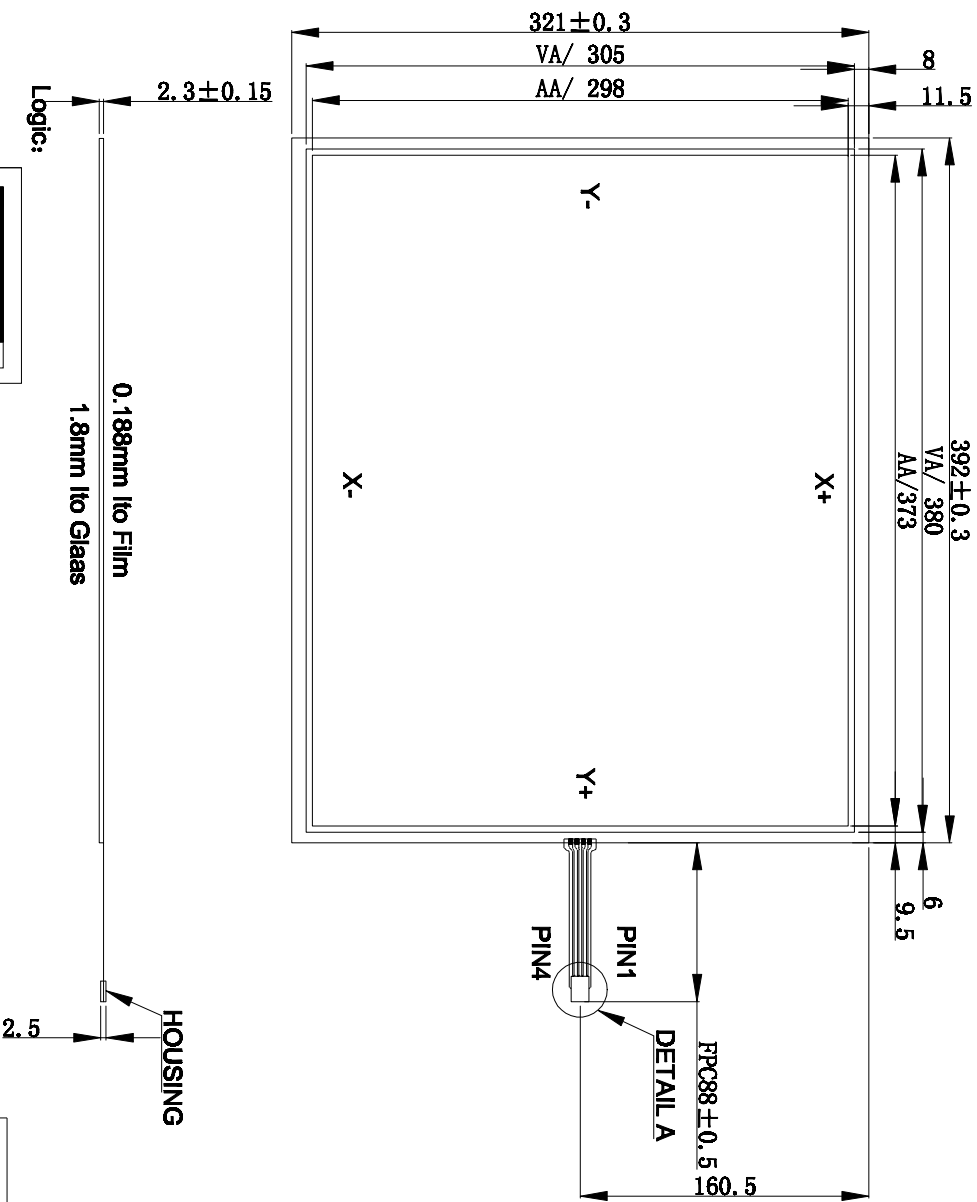 321±0.3
VA/ 305
AA/ 298
8
11.5
2.3±0.15
Logic:
392±0.3
VA/ 380
AA/373
Y-
X-
X+
Y+
0.188mm Ito Film
1.8mm Ito Glaas
6
9.5
PIN1
PIN4
DETAIL A
FPC88±0.5
160.5
HOUSING
2.5